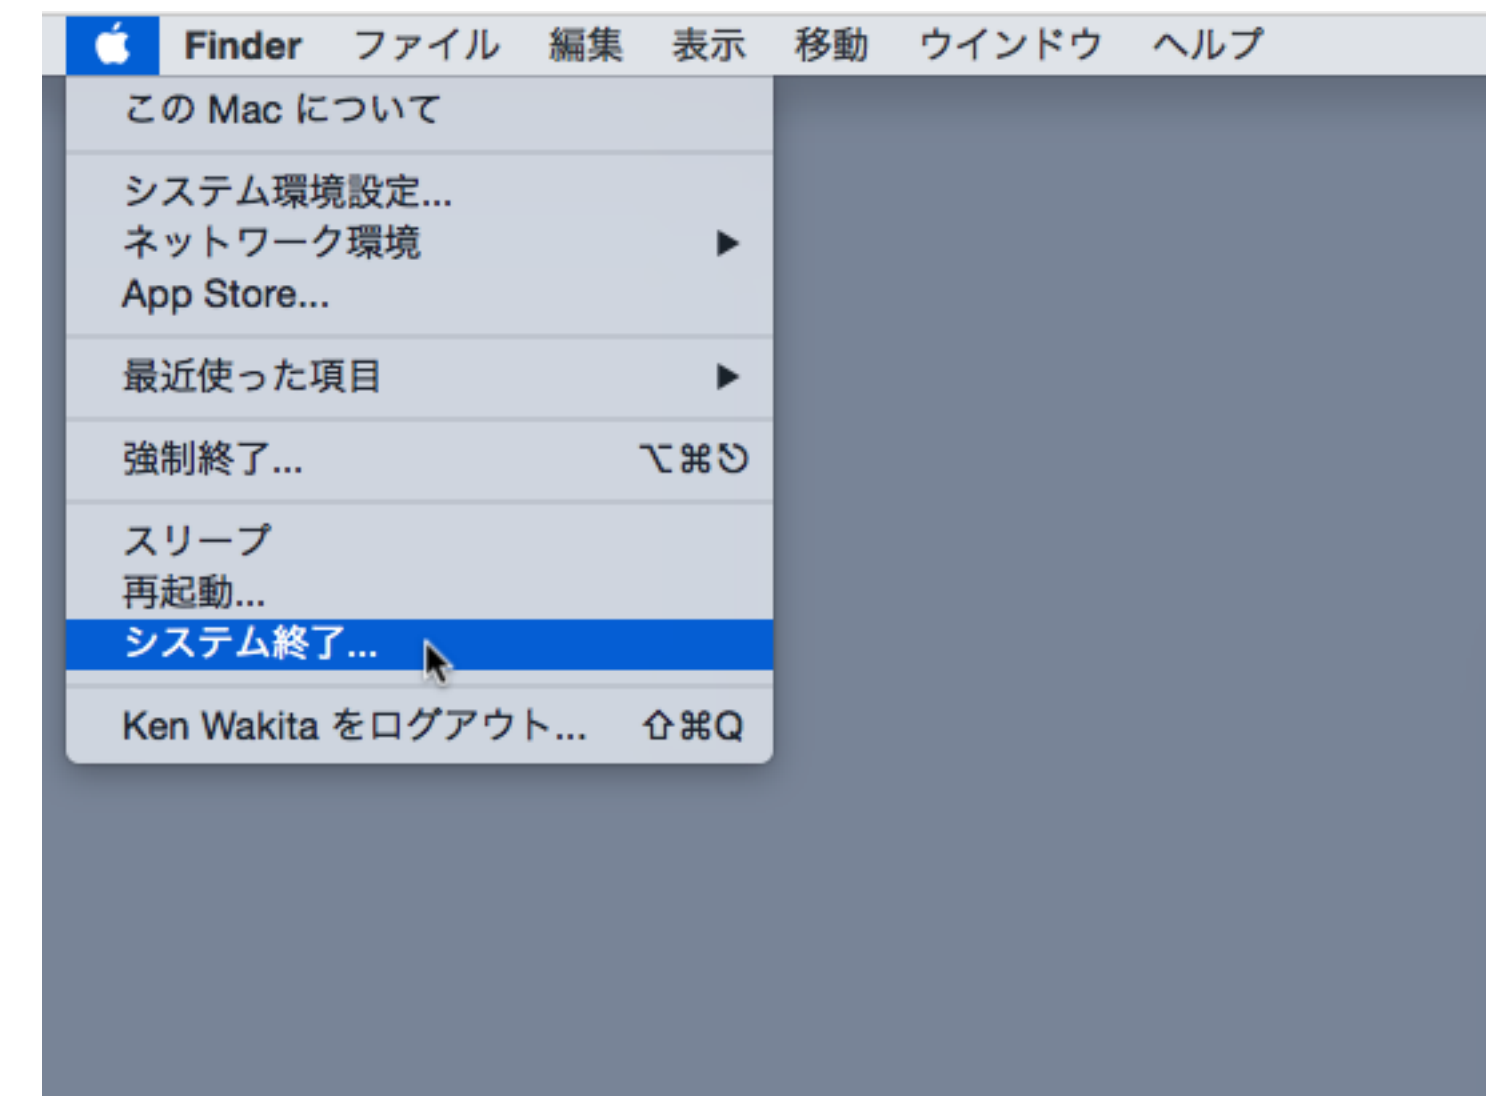 Finder ファイル 編集 表示 移動 ウインドウ ヘルプ
この Mac について
システム環境設定...
ネットワーク環境 ▶
App Store...
最近使った項目 ▶
強制終了... ⌥⌘⎋
スリープ
再起動...
システム終了...
Ken Wakita をログアウト... ⇧⌘Q